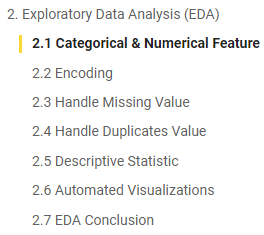 2. Exploratory Data Analysis (EDA)
2.1 Categorical & Numerical Feature
2.2 Encoding
2.3 Handle Missing Value
2.4 Handle Duplicates Value
2.5 Descriptive Statistic
2.6 Automated Visualizations
2.7 EDA Conclusion